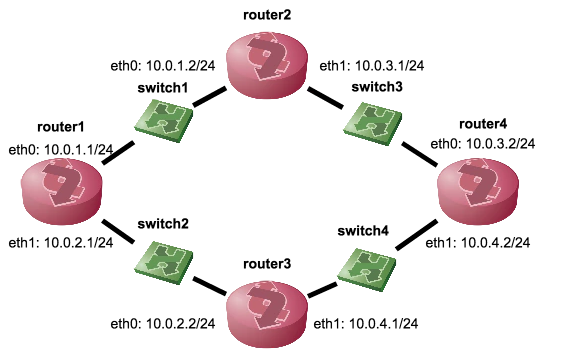 router2
eth0: 10.0.1.2/24
eth1: 10.0.3.1/24
switch1
switch3
router1
router4
eth0: 10.0.1.1/24
eth0: 10.0.3.2/24
switch2
switch4
eth1: 10.0.2.1/24
eth1: 10.0.4.2/24
router3
eth0: 10.0.2.2/24
eth1: 10.0.4.1/24